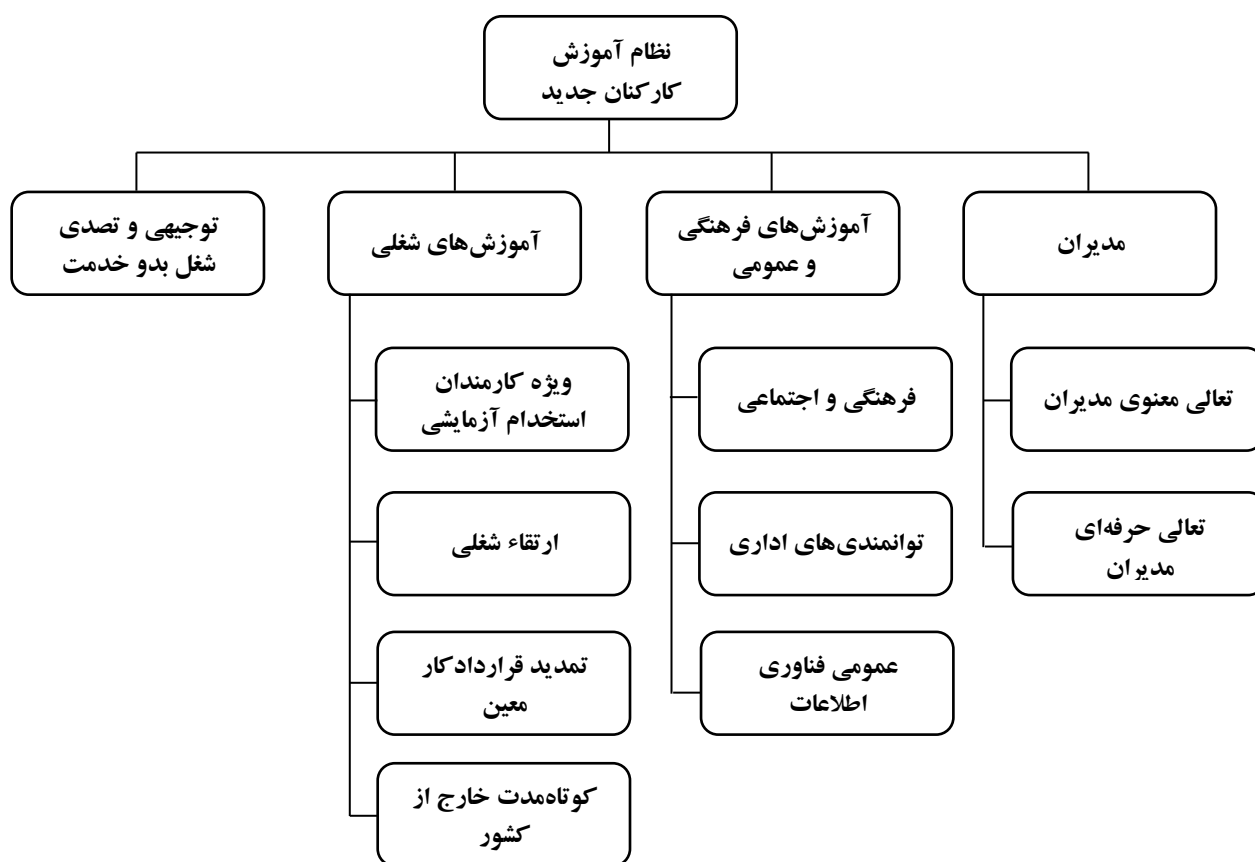 نظام آموزش
کارکنان جدید
مدیران
آموزش‌های فرهنگی
و عمومی
آموزش‌های شغلی
توجیهی و تصدی
شغل بدو خدمت
تعالی معنوی مدیران
تعالی حرفه‌ای
مدیران
فرهنگی و اجتماعی
توانمندی‌های اداری
عمومی فناوری
اطلاعات
ویژه کارمندان
استخدام آزمایشی
ارتقاء شغلی
تمدید قراردادکار
معین
کوتاه‌مدت خارج از
کشور